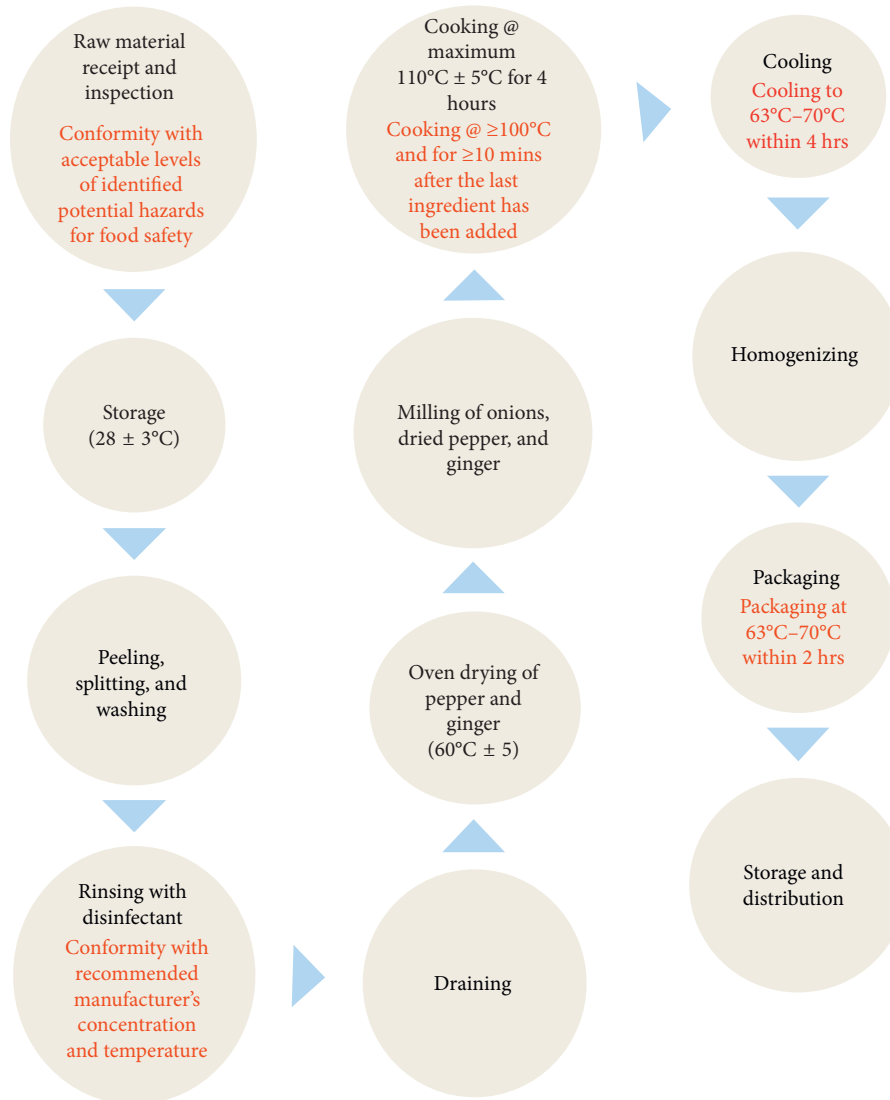 Raw material
receipt and
inspection
Conformity with
acceptable levels
of identified
potential hazards
for food safety
Storage
(28 ± 3°C)
Peeling,
splitting, and
washing
Rinsing with
disinfectant
Conformity with
recommended
manufacturer’s
concentration
and temperature
Draining
Oven drying of
pepper and
ginger
(60°C ± 5)
Milling of onions,
dried pepper, and
ginger
Cooking @
maximum
110°C ± 5°C for 4
hours
Cooking @ ≥100°C
and for ≥10 mins
after the last
ingredient has
been added
Cooling
Cooling to
63°C–70°C
within 4 hrs
Homogenizing
Packaging
Packaging at
63°C–70°C
within 2 hrs
Storage and
distribution